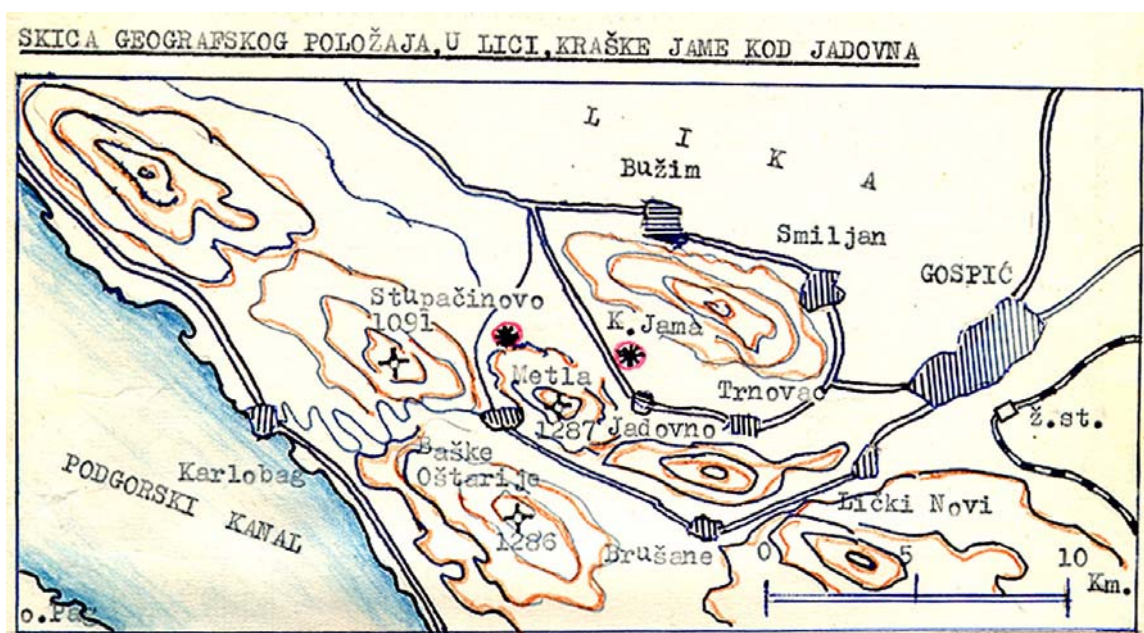 SKICA GEOGRAFSKOG POLOŽAJA,U LICI,KRAŠKE JAME KOD JADOVNA
L I K A
Bužim
Smiljan
GOSPIĆ
Stupačinovo
1091
K.Jama
Metla
1287
Trnovac
Jadovno
ž.st.
Baške
Oštarije
Karlobag
PODGORSKI KANAL
1286
Brušane
Lički Novi
0 5 10
Km.
o.Pag